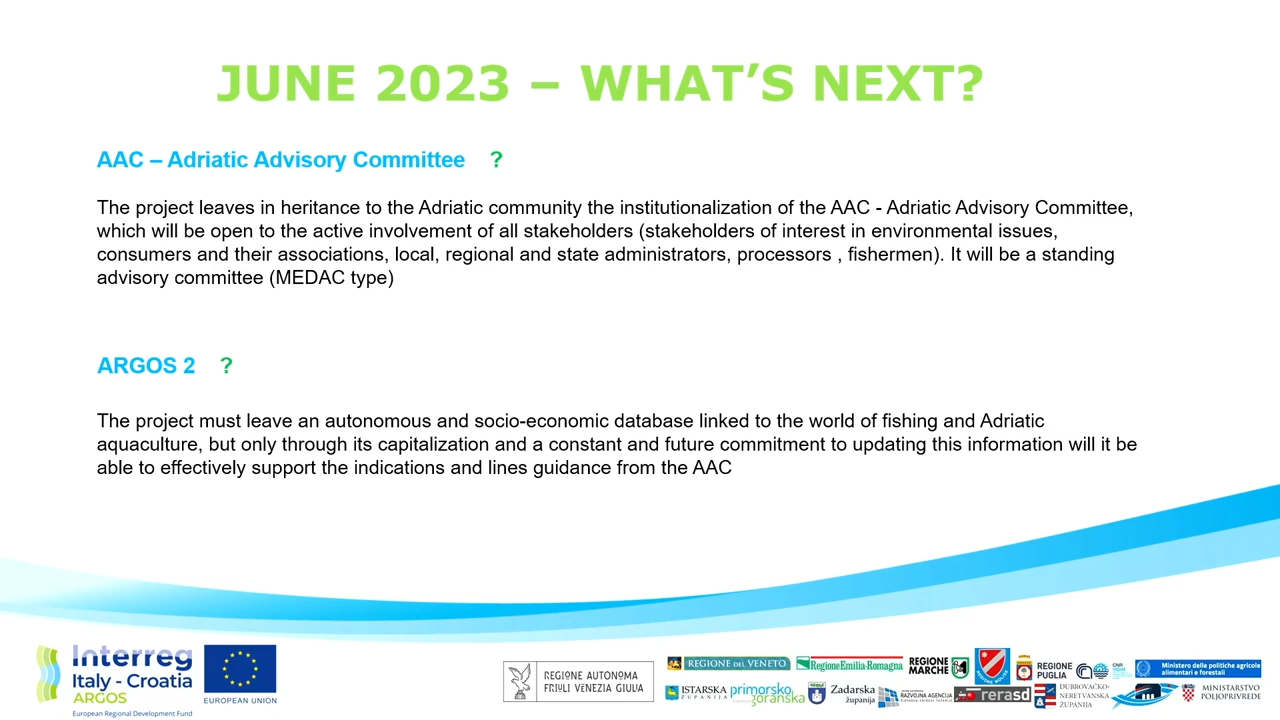 JUNE 2023 – WHAT’S NEXT?
AAC – Adriatic Advisory Committee ?
The project leaves in heritance to the Adriatic community the institutionalization of the AAC - Adriatic Advisory Committee,
which will be open to the active involvement of all stakeholders (stakeholders of interest in environmental issues,
consumers and their associations, local, regional and state administrators, processors , fishermen). It will be a standing
advisory committee (MEDAC type)
ARGOS 2 ?
The project must leave an autonomous and socio-economic database linked to the world of fishing and Adriatic
aquaculture, but only through its capitalization and a constant and future commitment to updating this information will it be
able to effectively support the indications and lines guidance from the AAC
Interreg
Italy - Croatia
ARGOS
European Regional Development Fund
EUROPEAN UNION
REGIONE AUTONOMA
FRIULI VENEZIA GIULIA
REGIONE DEL VENETO
RegioneEmilia-Romagna
REGIONE
MARCHE
REGIONE MOLISE
REGIONE
PUGLIA
CNR
Ministero delle politiche agricole
alimentari e forestali
ISTARSKA
ŽUPANIJA
primorsko
goranska
Zadarska
županija
RAZVOJNA AGENCIJA
rerasd
DUBROVAČKO-
NERETVANSKA
ŽUPANIJA
MINISTARSTVO
POLJOPRIVREDE